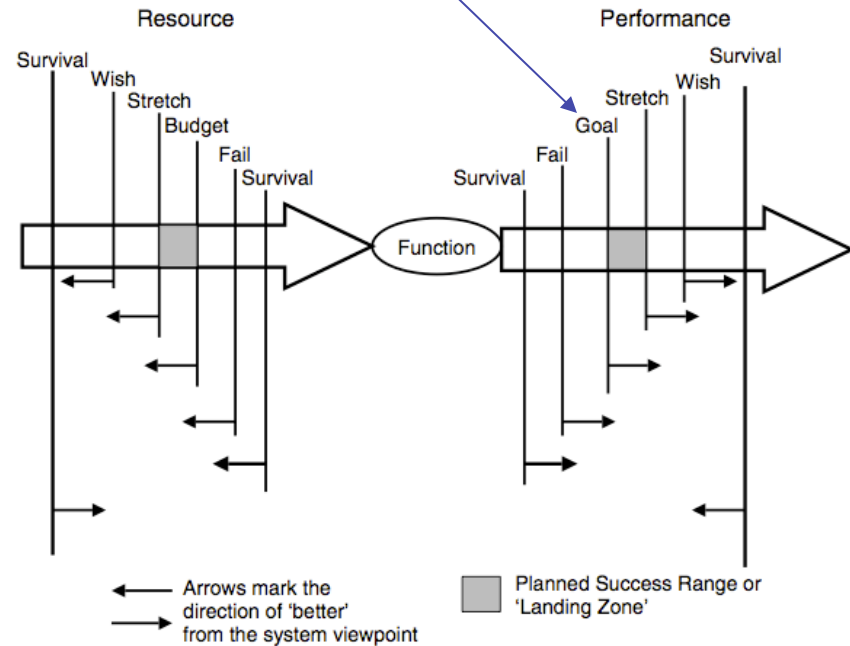 Resource
Performance
Survival
Wish
Stretch
Budget
Fail
Survival
Survival
Fail
Goal
Stretch
Wish
Survival
Function
Arrows mark the
direction of ‘better’
from the system viewpoint
Planned Success Range or
‘Landing Zone’